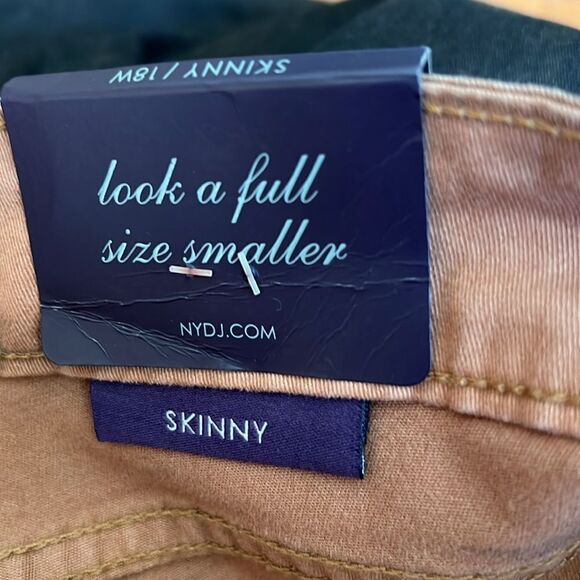 SKINNY / 18W
look a full
size smaller
NYDJ.COM
SKINNY